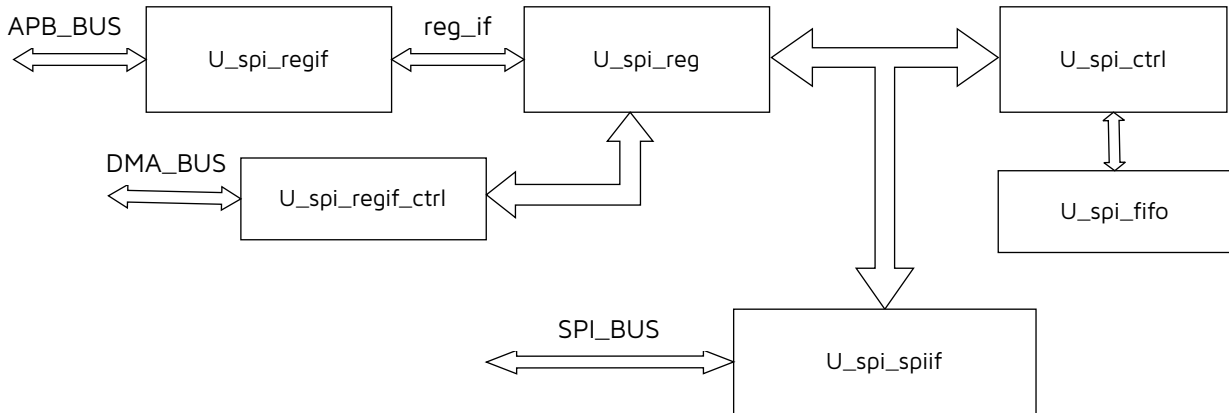 APB_BUS
reg_if
U_spi_regif
U_spi_reg
U_spi_ctrl
DMA_BUS
U_spi_regif_ctrl
U_spi_fifo
SPI_BUS
U_spi_spiif